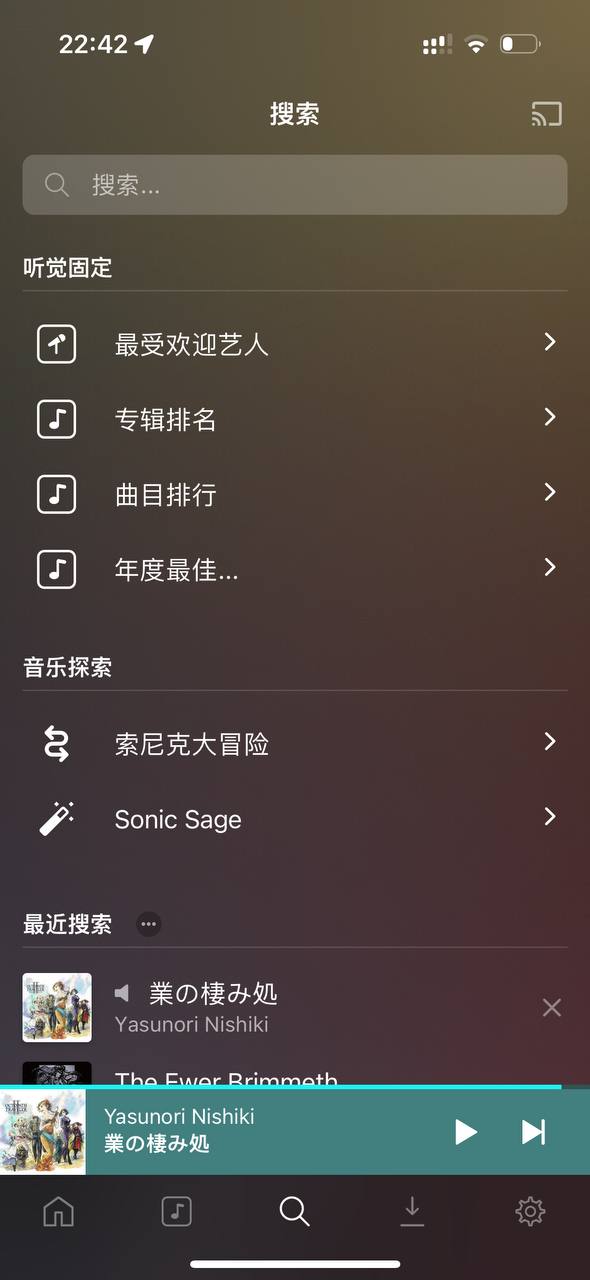 22:42
搜索
搜索...
听觉固定
最受欢迎艺人
专辑排名
曲目排行
年度最佳...
音乐探索
索尼克大冒险
Sonic Sage
最近搜索
業の棲み処
Yasunori Nishiki
The Ewer Brimmeth
Yasunori Nishiki
業の棲み処